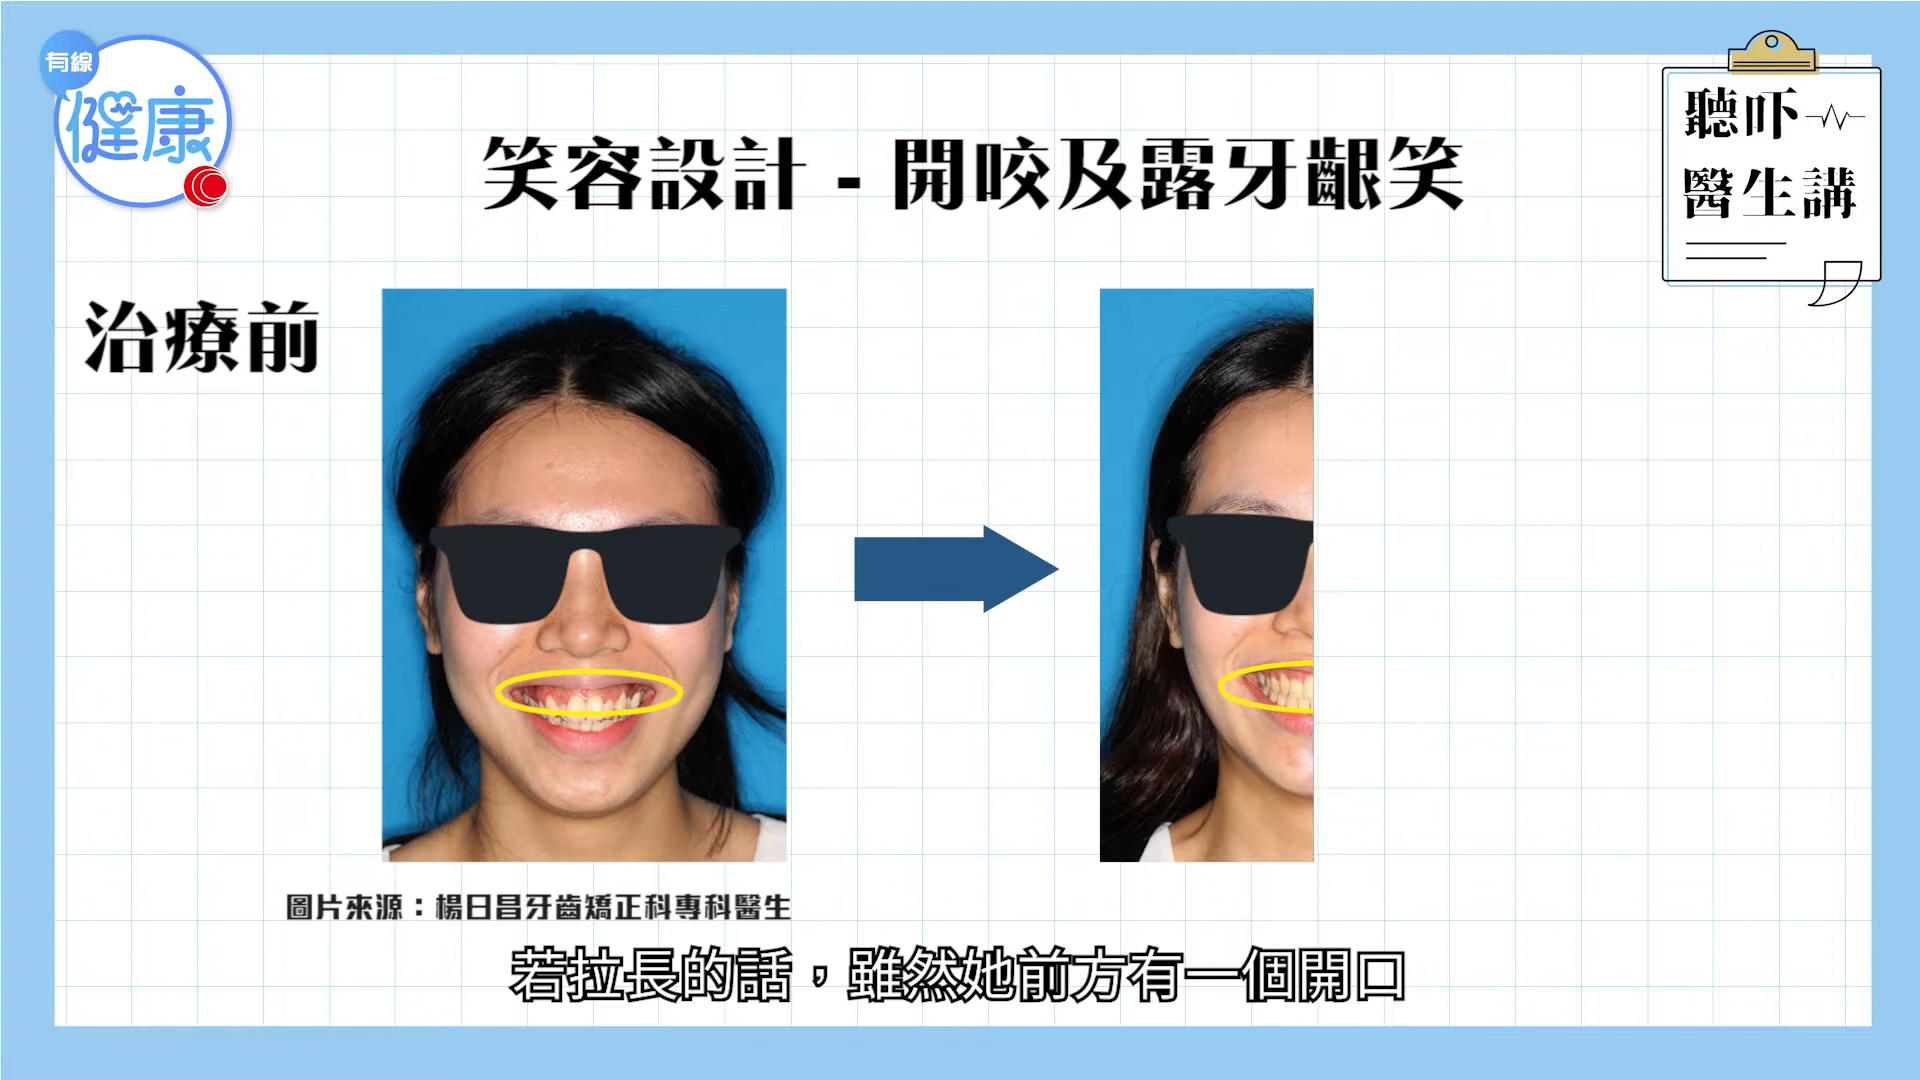 有線
健康
聽吓
醫生講
笑容設計 - 開咬及露牙齦笑
治療前
圖片來源：楊日昌牙齒矯正科專科醫生
若拉長的話，雖然她前方有一個開口